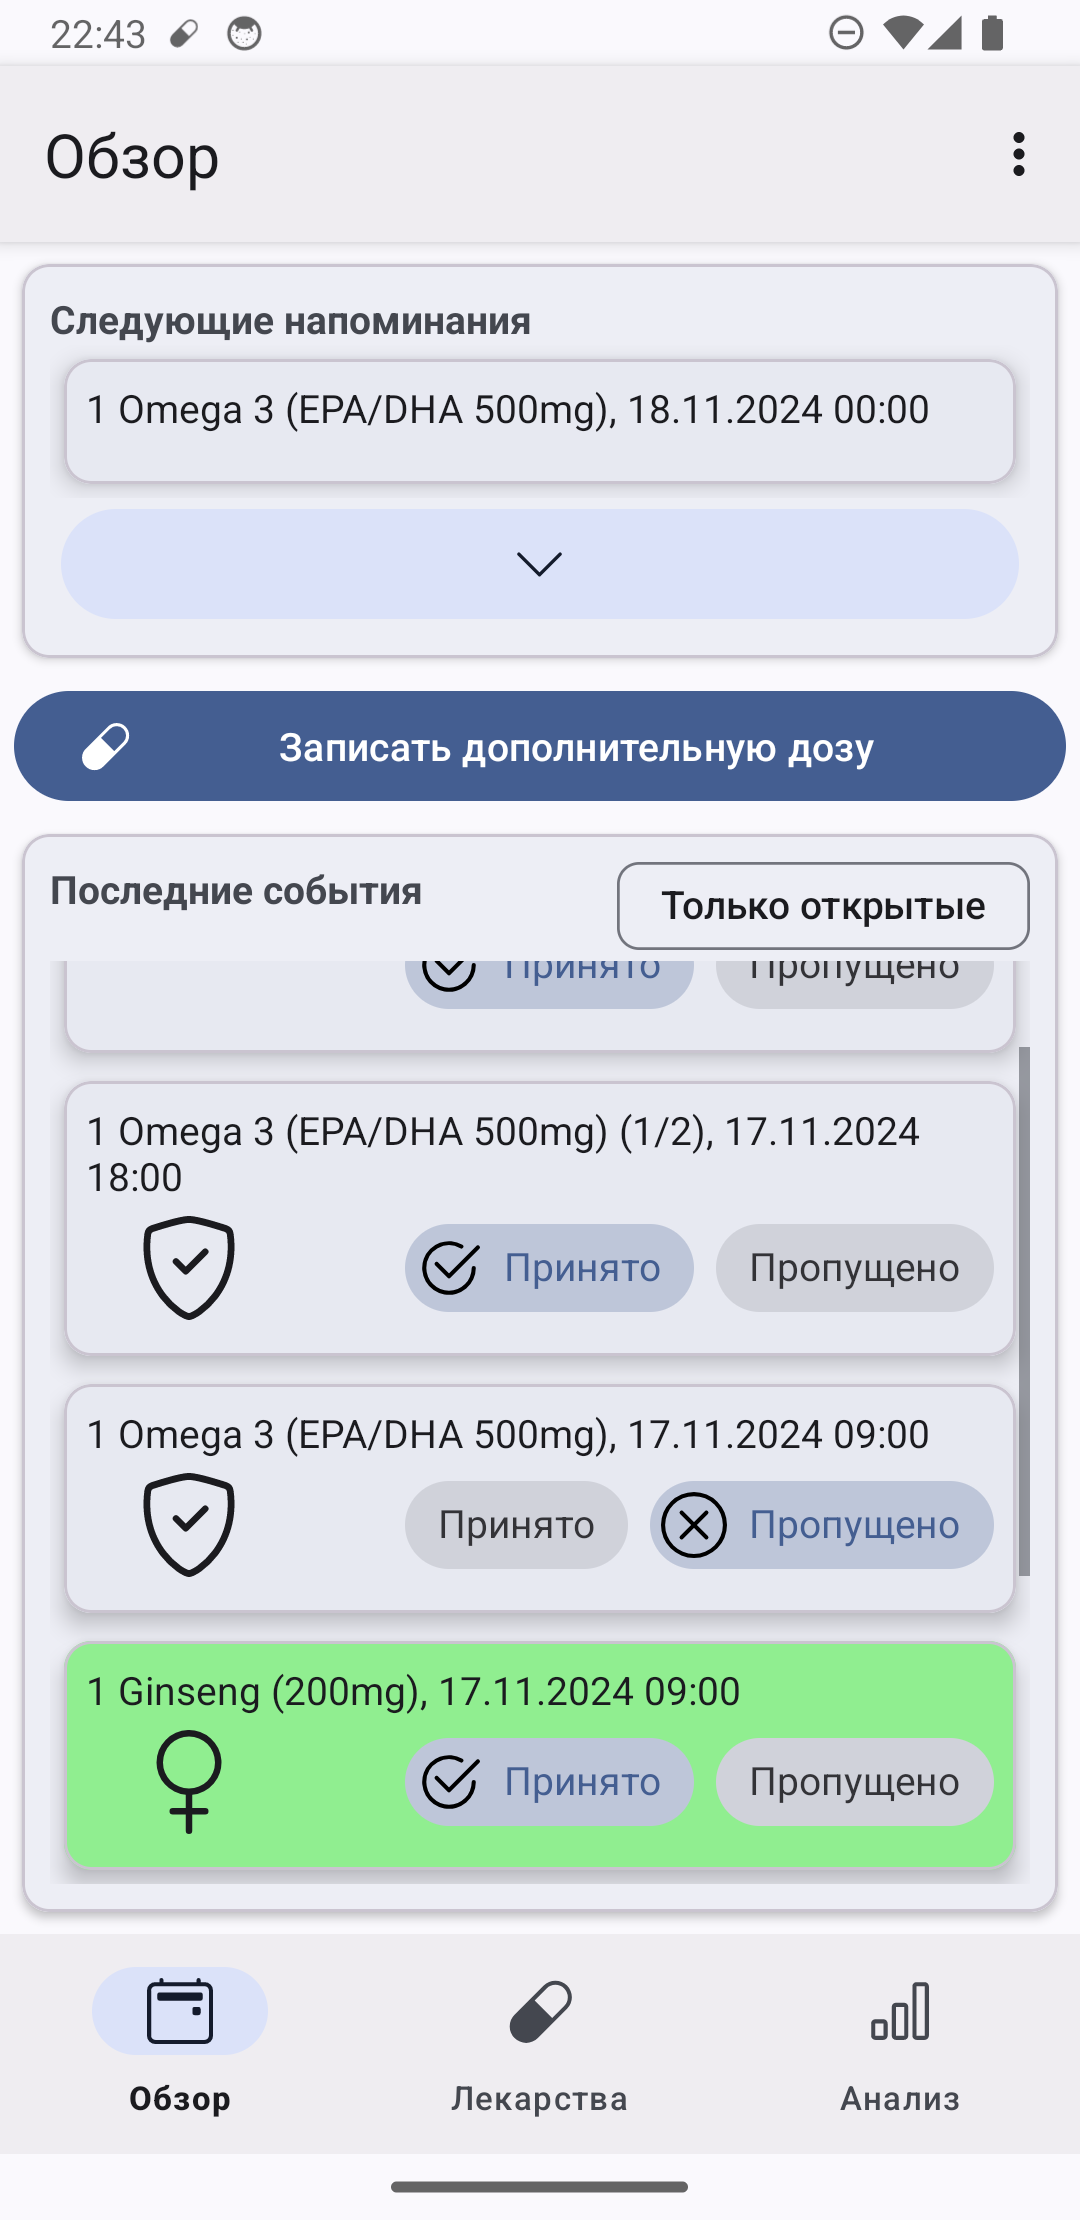 22:43
Обзор
Следующие напоминания
1 Omega 3 (EPA/DHA 500mg), 18.11.2024 00:00
Записать дополнительную дозу
Последние события
Только открытые
Принято
Пропущено
1 Omega 3 (EPA/DHA 500mg) (1/2), 17.11.2024
18:00
Принято
Пропущено
1 Omega 3 (EPA/DHA 500mg), 17.11.2024 09:00
Принято
Пропущено
1 Ginseng (200mg), 17.11.2024 09:00
Принято
Пропущено
Обзор
Лекарства
Анализ